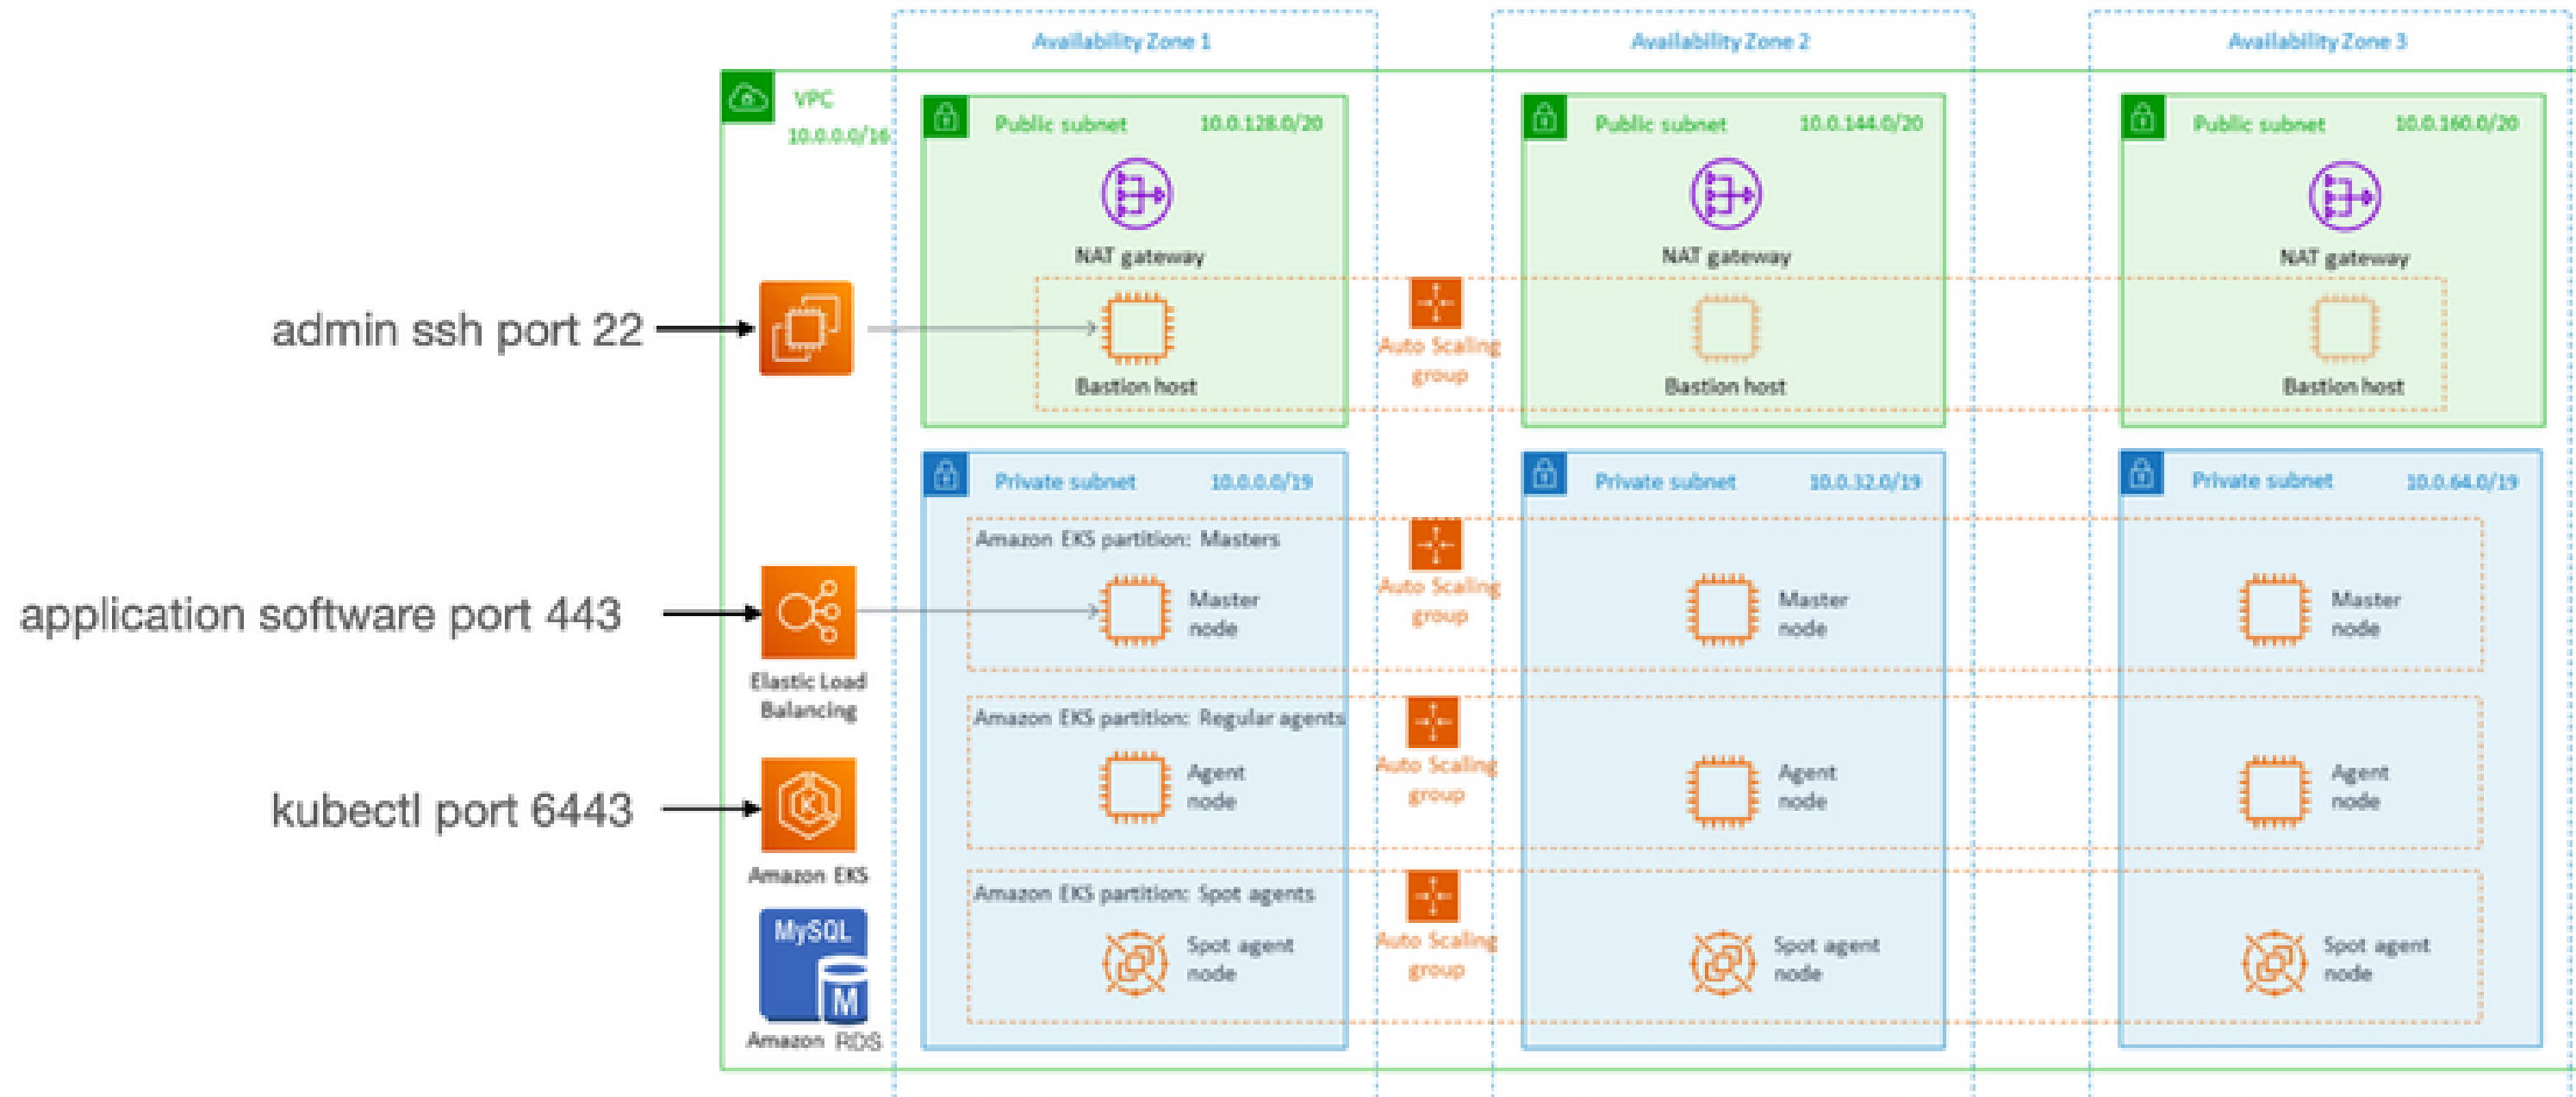 Availability Zone 1
Availability Zone 2
Availability Zone 3
VPC
10.0.0.0/16
Public subnet 10.0.128.0/20
Public subnet 10.0.144.0/20
Public subnet 10.0.160.0/20
NAT gateway
NAT gateway
NAT gateway
admin ssh port 22
Bastion host
Auto Scaling
group
Bastion host
Bastion host
Private subnet 10.0.0.0/19
Private subnet 10.0.32.0/19
Private subnet 10.0.64.0/19
Amazon EKS partition: Masters
application software port 443
Elastic Load
Balancing
Master
node
Auto Scaling
group
Master
node
Master
node
Amazon EKS partition: Regular agents
kubectl port 6443
Amazon EKS
Agent
node
Auto Scaling
group
Agent
node
Agent
node
Amazon EKS partition: Spot agents
MySQL
M
Amazon RDS
Spot agent
node
Auto Scaling
group
Spot agent
node
Spot agent
node